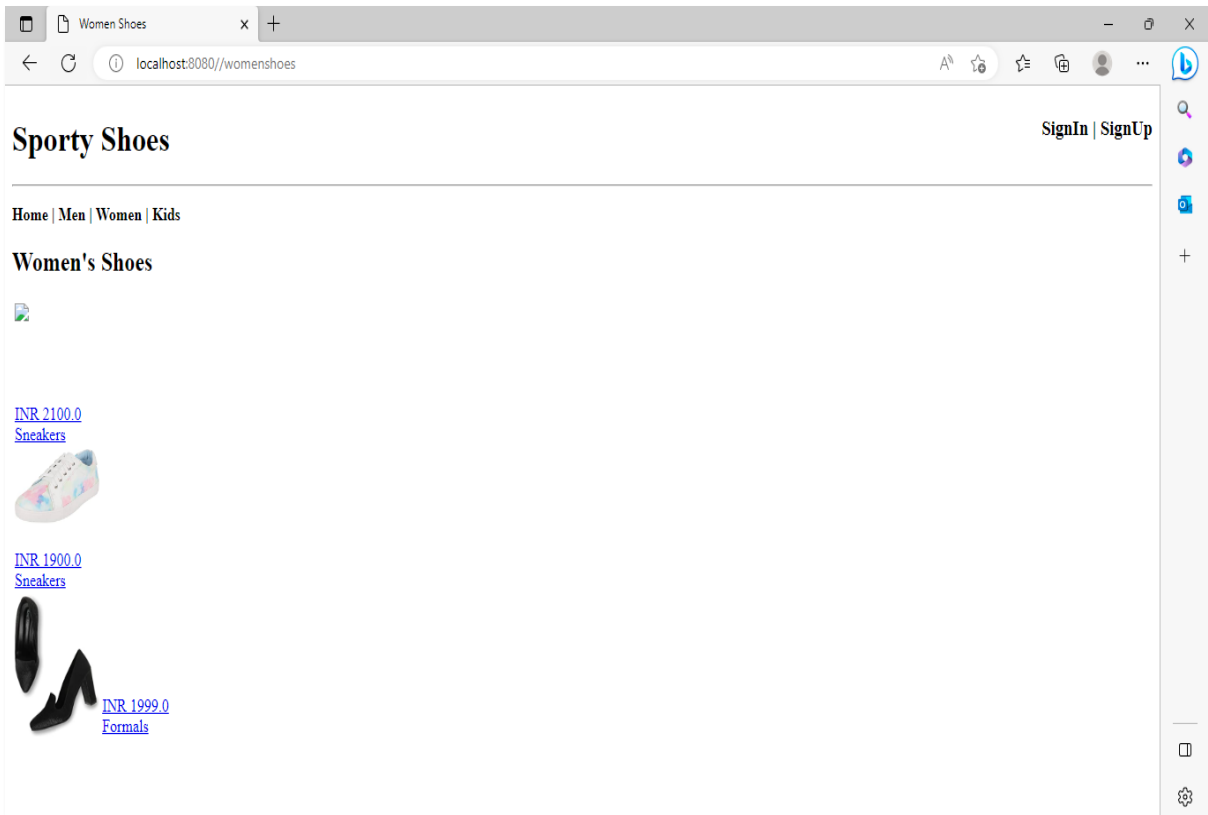 Women Shoes
localhost:8080//womenshoes
Sporty Shoes
SignIn | SignUp
Home | Men | Women | Kids
Women's Shoes
INR 2100.0
Sneakers
INR 1900.0
Sneakers
INR 1999.0
Formals